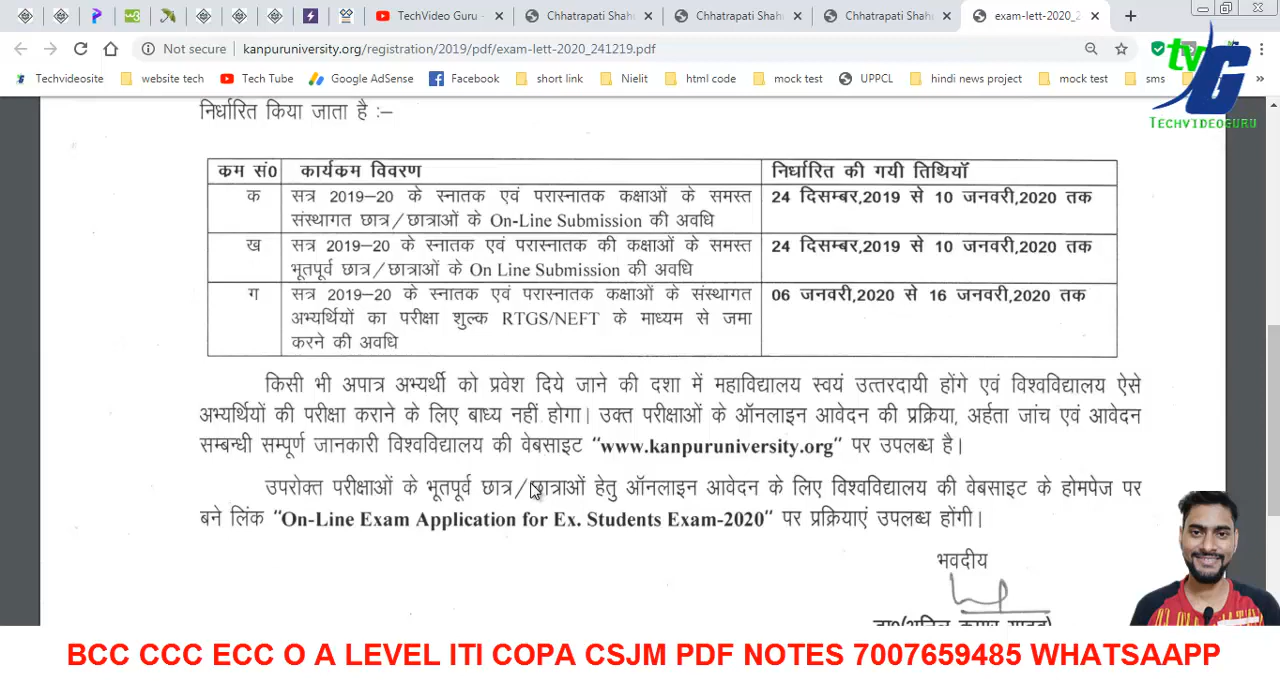 TechVideo Guru -
Chhatrapati Shah
Chhatrapati Shah
Chhatrapati Shah
exam-lett-2020_2
Not secure
kanpuruniversity.org/registration/2019/pdf/exam-lett-2020_241219.pdf
Techvideosite
website tech
Tech Tube
Google AdSense
Facebook
short link
Nielit
html code
mock test
UPPCL
hindi news project
mock test
sms
tv G
TECHVIDEOGURU
निर्धारित किया जाता है :–
कम सं0 कार्यकम विवरण निर्धारित की गयी तिथियॉ
क सत्र 2019–20 के स्नातक एवं परास्नातक कक्षाओं के समस्त 24 दिसम्बर,2019 से 10 जनवरी,2020 तक
संस्थागत छात्र/छात्राओं के On-Line Submission की अवधि
ख सत्र 2019–20 के स्नातक एवं परास्नातक की कक्षाओं के समस्त 24 दिसम्बर,2019 से 10 जनवरी,2020 तक
भूतपूर्व छात्र/छात्राओं के On Line Submission की अवधि
ग सत्र 2019–20 के स्नातक एवं परास्नातक कक्षाओं के संस्थागत 06 जनवरी,2020 से 16 जनवरी,2020 तक
अभ्यर्थियों का परीक्षा शुल्क RTGS/NEFT के माध्यम से जमा
करने की अवधि
किसी भी अपात्र अभ्यर्थी को प्रवेश दिये जाने की दशा में महाविद्यालय स्वयं उत्तरदायी होंगे एवं विश्वविद्यालय ऐसे
अभ्यर्थियों की परीक्षा कराने के लिए बाध्य नहीं होगा। उक्त परीक्षाओं के ऑनलाइन आवेदन की प्रक्रिया, अर्हता जांच एवं आवेदन
सम्बन्धी सम्पूर्ण जानकारी विश्वविद्यालय की वेबसाइट "www.kanpuruniversity.org" पर उपलब्ध है।
उपरोक्त परीक्षाओं के भूतपूर्व छात्र/छात्राओं हेतु ऑनलाइन आवेदन के लिए विश्वविद्यालय की वेबसाइट के होमपेज पर
बने लिंक "On-Line Exam Application for Ex. Students Exam-2020" पर प्रक्रियाएं उपलब्ध होंगी।
भवदीय
BCC CCC ECC O A LEVEL ITI COPA CSJM PDF NOTES 7007659485 WHATSAAPP